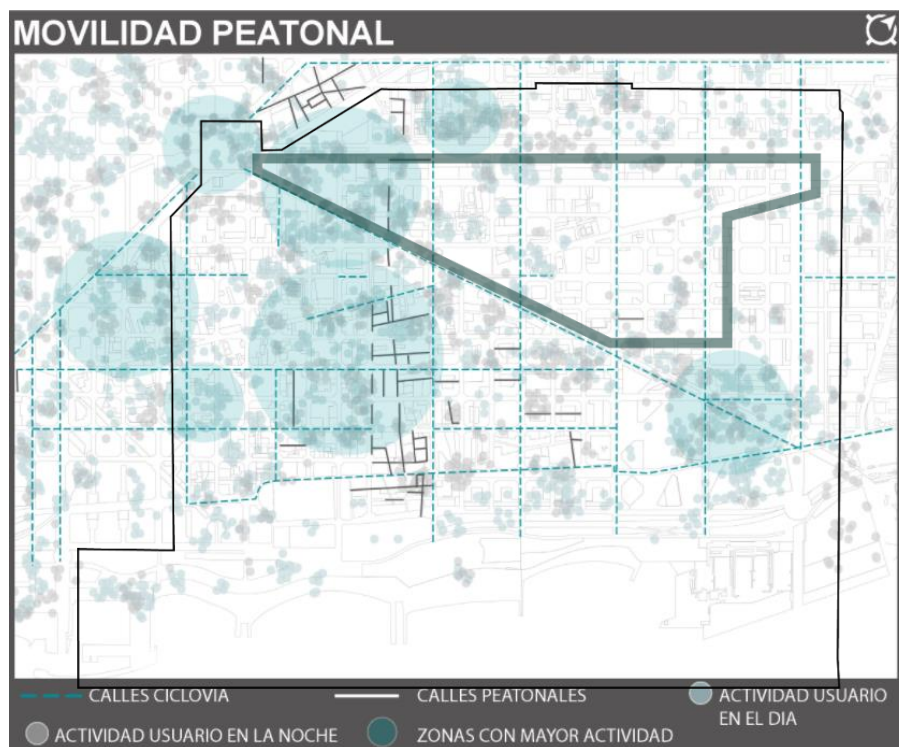 MOVILIDAD PEATONAL
CALLES CICLOVIA
CALLES PEATONALES
ACTIVIDAD USUARIO
EN EL DIA
ACTIVIDAD USUARIO EN LA NOCHE
ZONAS CON MAYOR ACTIVIDAD